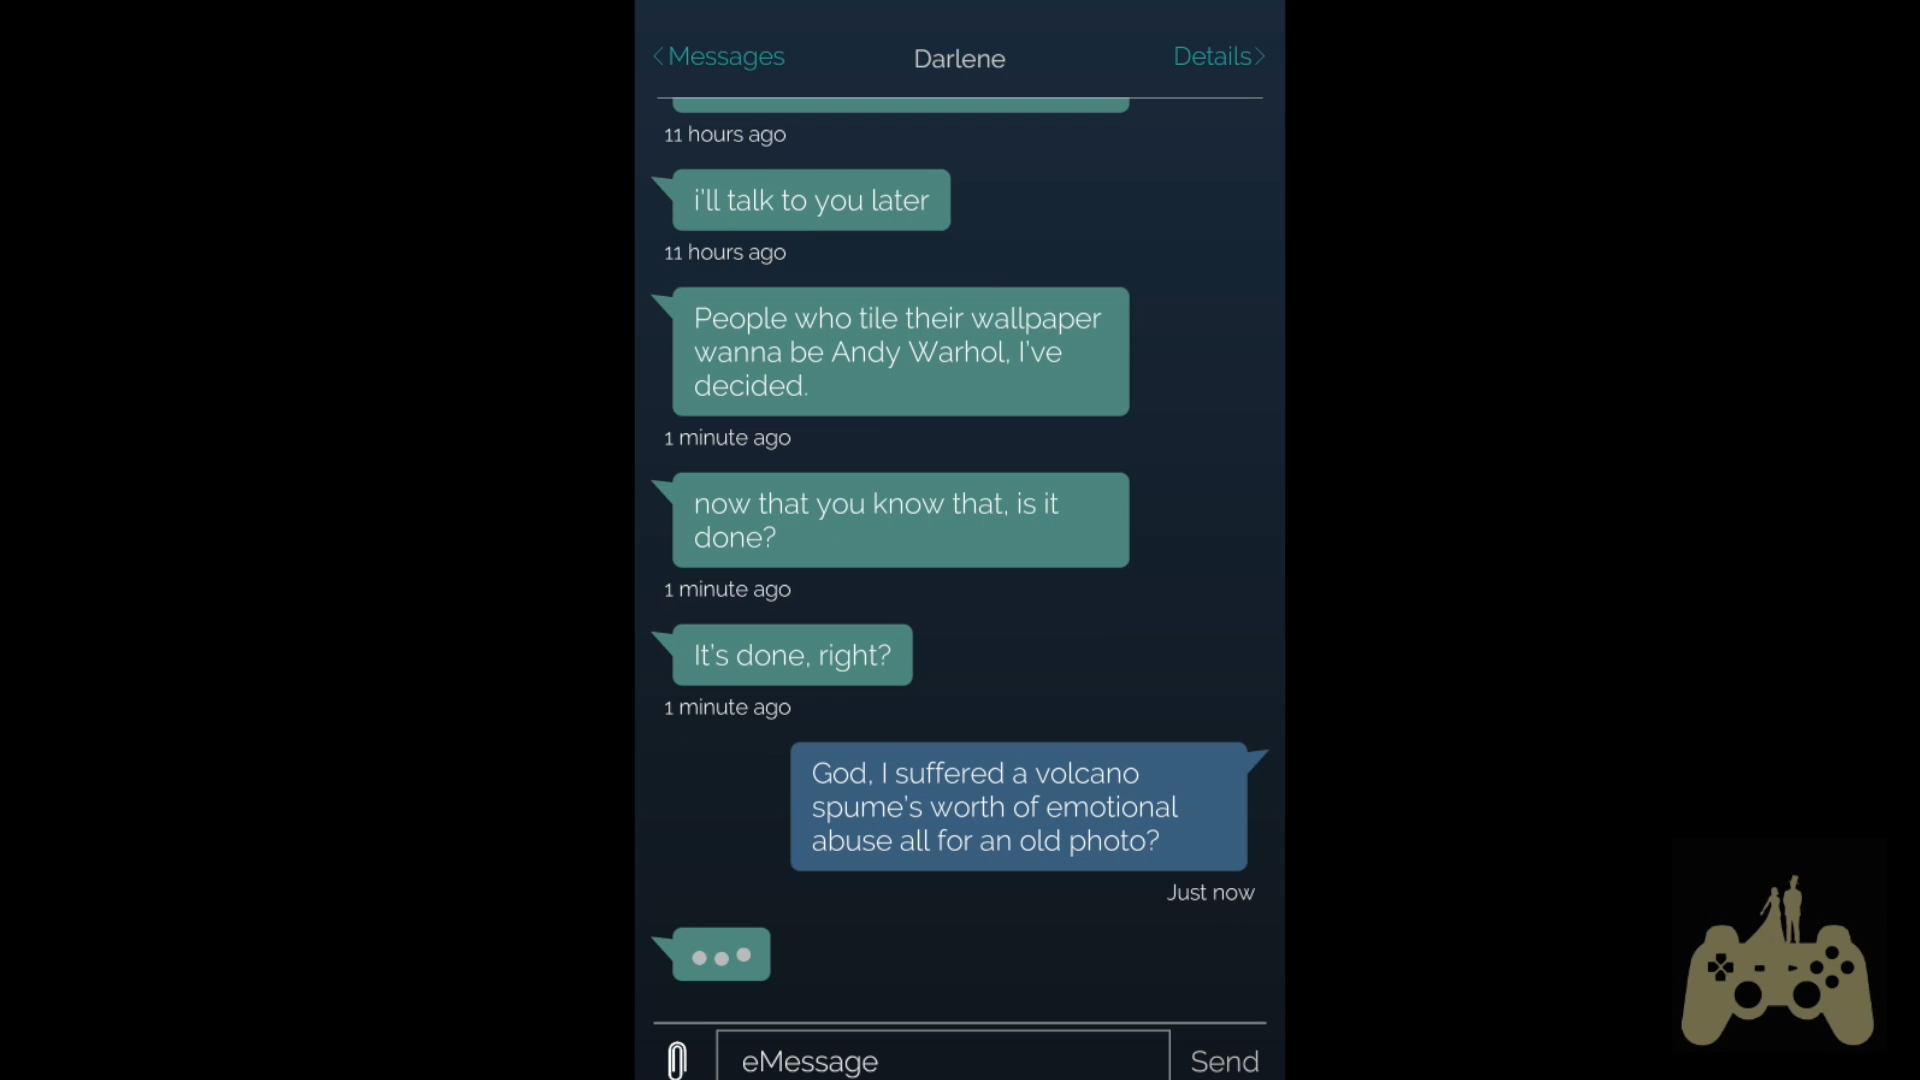 Messages
Darlene
Details
11 hours ago
i'll talk to you later
11 hours ago
People who tile their wallpaper
wanna be Andy Warhol, I've
decided.
1 minute ago
now that you know that, is it
done?
1 minute ago
It's done, right?
1 minute ago
God, I suffered a volcano
spume's worth of emotional
abuse all for an old photo?
Just now
eMessage
Send